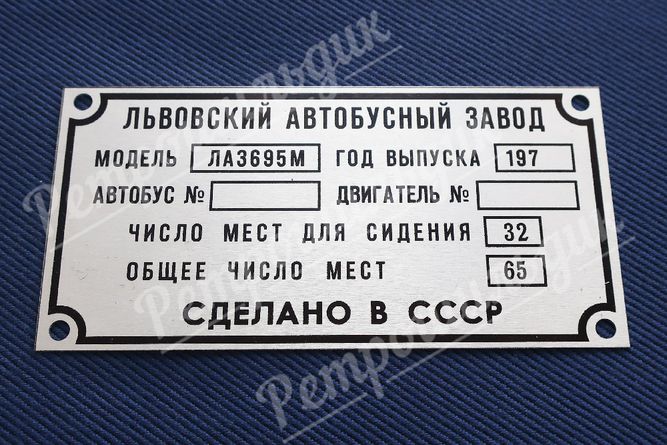 ЛЬВОВСКИЙ АВТОБУСНЫЙ ЗАВОД
МОДЕЛЬ ЛАЗ695М ГОД ВЫПУСКА 197
АВТОБУС № ДВИГАТЕЛЬ №
ЧИСЛО МЕСТ ДЛЯ СИДЕНИЯ 32
ОБЩЕЕ ЧИСЛО МЕСТ 65
СДЕЛАНО В СССР